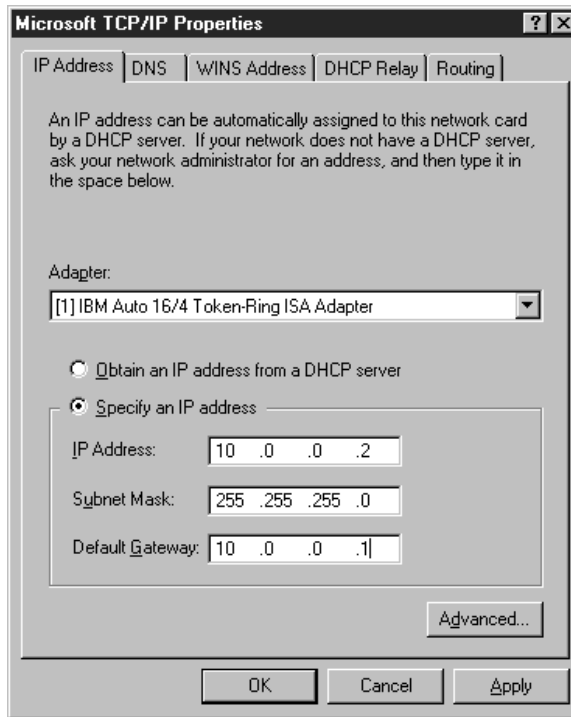 Microsoft TCP/IP Properties
IP Address DNS WINS Address DHCP Relay Routing
An IP address can be automatically assigned to this network card
by a DHCP server. If your network does not have a DHCP server,
ask your network administrator for an address, and then type it in
the space below.
Adapter:
[1] IBM Auto 16/4 Token-Ring ISA Adapter
Obtain an IP address from a DHCP server
Specify an IP address
IP Address: 10 .0 .0 .2
Subnet Mask: 255 .255 .255 .0
Default Gateway: 10 .0 .0 .1
Advanced...
OK Cancel Apply